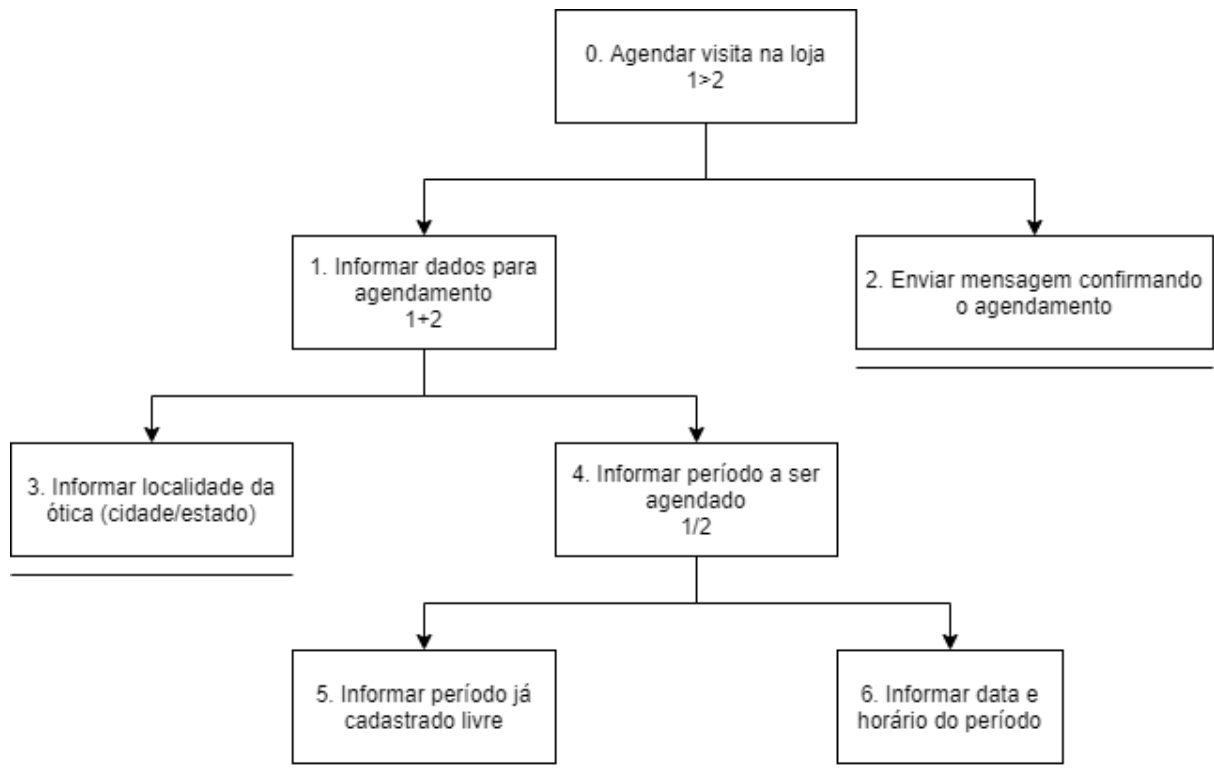 0. Agendar visita na loja
1>2
1. Informar dados para
agendamento
1+2
2. Enviar mensagem confirmando
o agendamento
3. Informar localidade da
ótica (cidade/estado)
4. Informar período a ser
agendado
1/2
5. Informar período já
cadastrado livre
6. Informar data e
horário do período